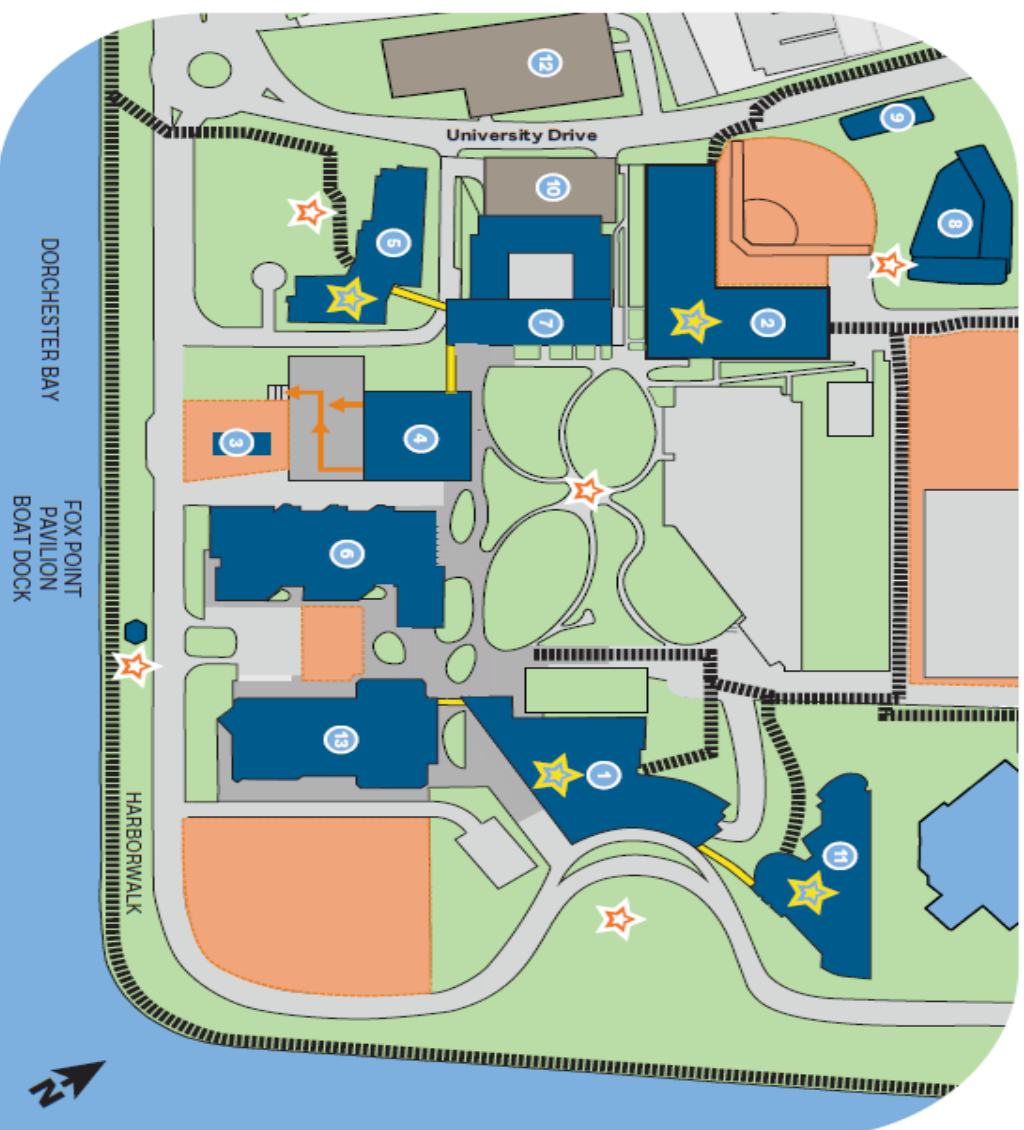 12
9
University Drive
10
8
5
7
2
DORCHESTER BAY
3
4
FOX POINT
PAVILION
BOAT DOCK
6
13
1
HARBORWALK
11
N